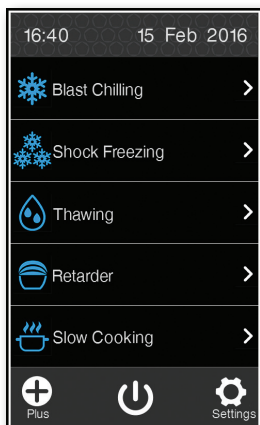 16:40 15 Feb 2016
Blast Chilling
Shock Freezing
Thawing
Retarder
Slow Cooking
Plus Settings